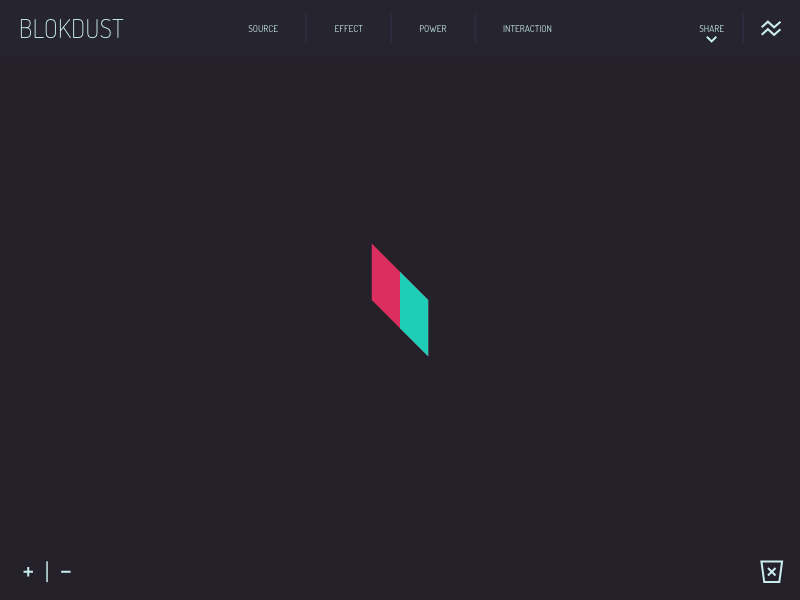 BLOKDUST
SOURCE
EFFECT
POWER
INTERACTION
SHARE